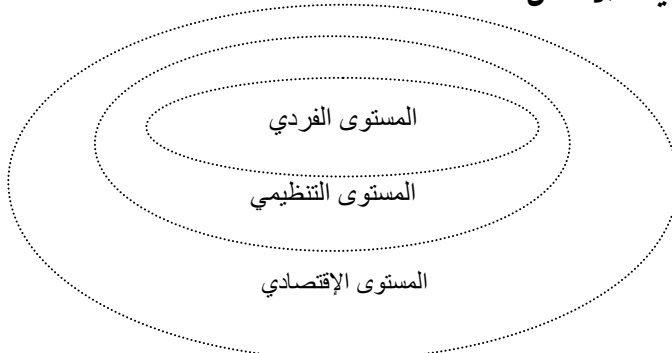 المستوى الفردي
المستوى التنظيمي
المستوى الإقتصادي